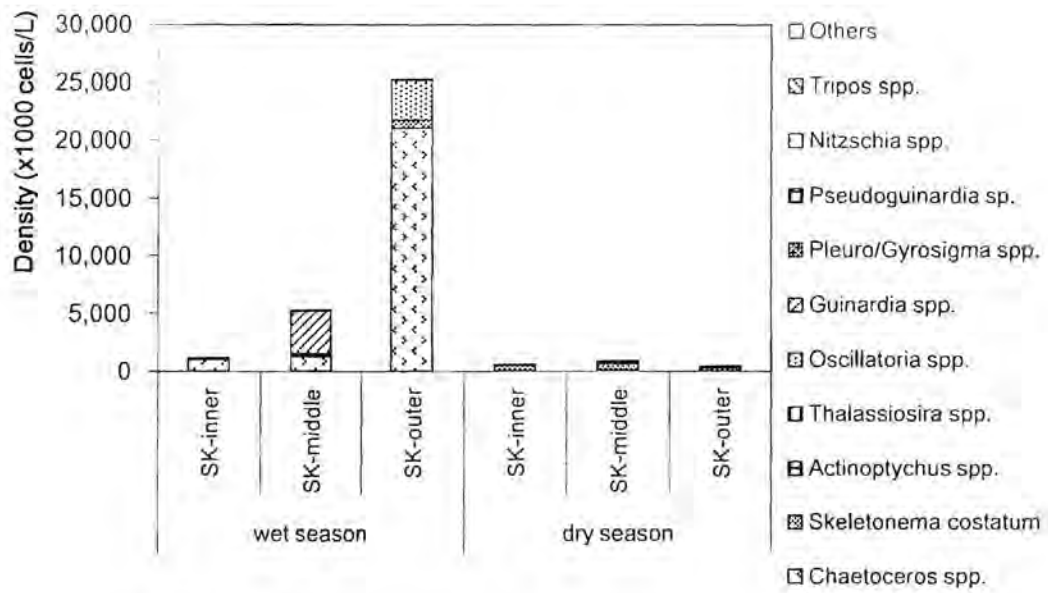 Density (x1000 cells/L)
30,000
25,000
20,000
15,000
10,000
5,000
0
SK-inner
SK-middle
SK-outer
SK-inner
SK-middle
SK-outer
wet season
dry season
Others
Tripos spp.
Nitzschia spp.
Pseudoguinardia sp.
Pleuro/Gyrosigma spp.
Guinardia spp.
Oscillatoria spp.
Thalassiosira spp.
Actinoptychus spp.
Skeletonema costatum
Chaetoceros spp.